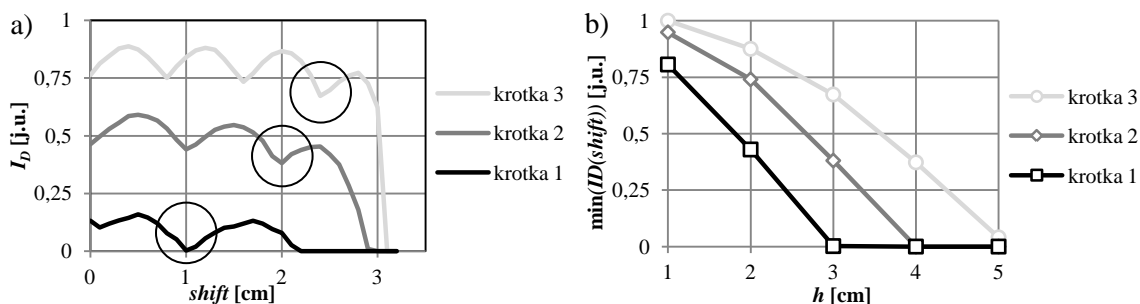 a)
1
0,75
0,5
0,25
0
0 1 2 3
I_D [j.u.]
shift [cm]
krotka 3
krotka 2
krotka 1
b)
1
0,75
0,5
0,25
0
1 2 3 4 5
min(ID(shift)) [j.u.]
h [cm]
krotka 3
krotka 2
krotka 1